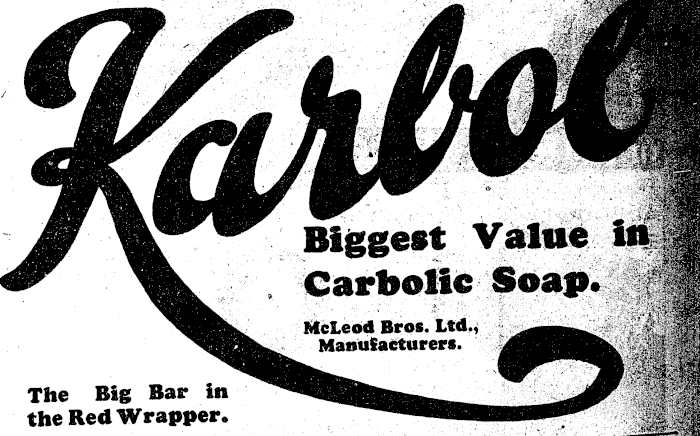 Karbol
Biggest Value in
Carbolic Soap.
McLeod Bros. Ltd.,
Manufacturers.
The Big Bar in
the Red Wrapper.